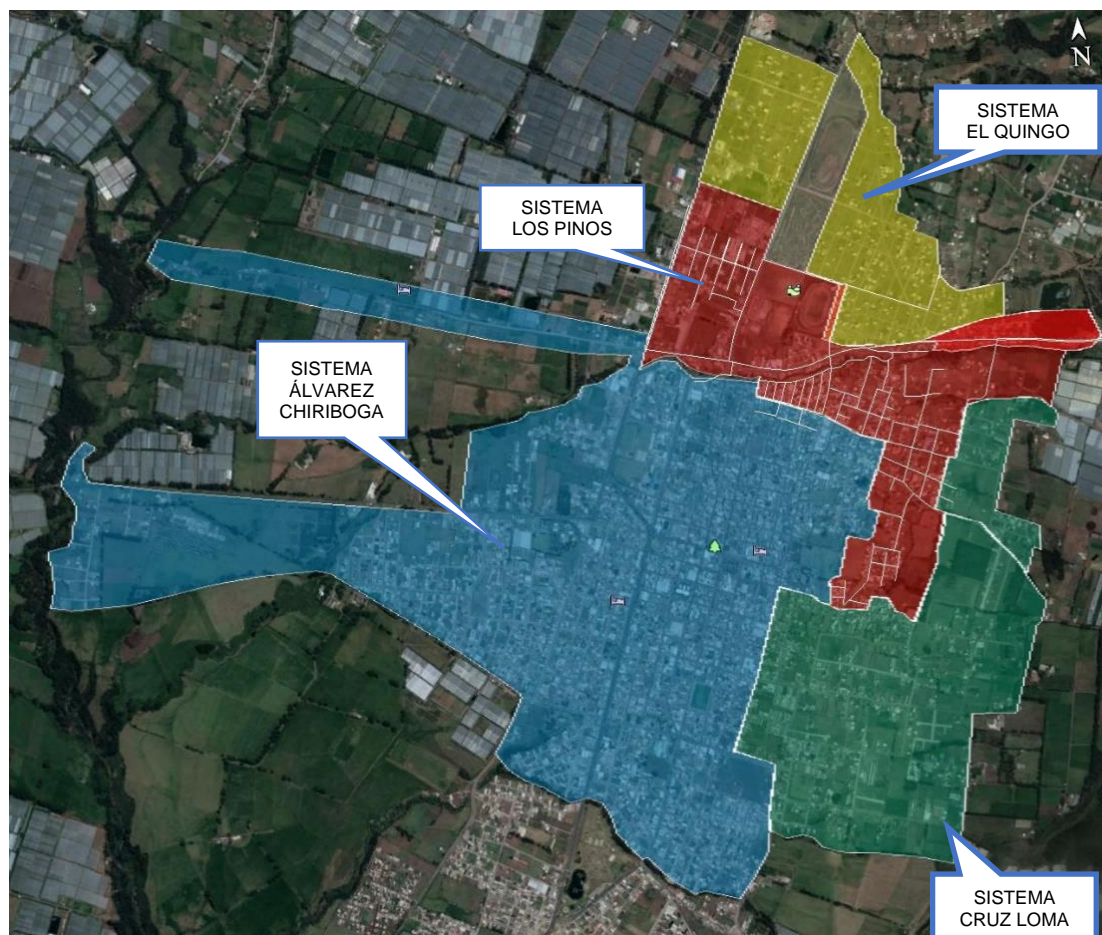 N
SISTEMA
EL QUINGO
SISTEMA
LOS PINOS
SISTEMA
ÁLVAREZ
CHIRIBOGA
SISTEMA
CRUZ LOMA